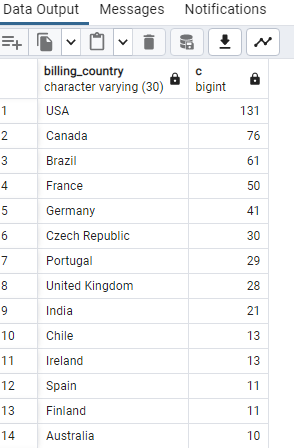 Data Output Messages Notifications
billing_country c
character varying (30) bigint
1 USA 131
2 Canada 76
3 Brazil 61
4 France 50
5 Germany 41
6 Czech Republic 30
7 Portugal 29
8 United Kingdom 28
9 India 21
10 Chile 13
11 Ireland 13
12 Spain 11
13 Finland 11
14 Australia 10